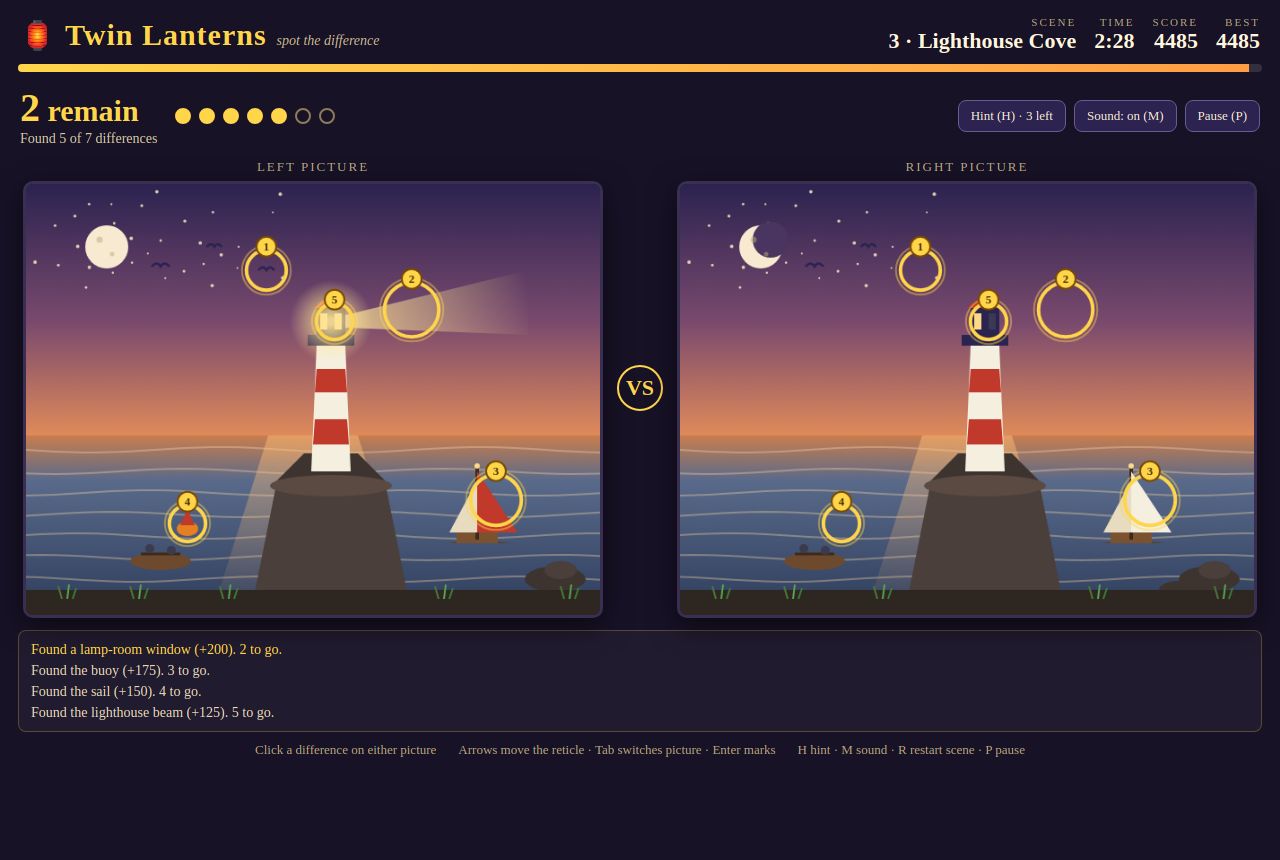 Twin Lanterns spot the difference
SCENE TIME SCORE BEST
3 · Lighthouse Cove 2:28 4485 4485
2 remain
Found 5 of 7 differences
Hint (H) · 3 left Sound: on (M) Pause (P)
LEFT PICTURE RIGHT PICTURE
1 1
2 2
5 5
VS
3 3
4 4
Found a lamp-room window (+200). 2 to go.
Found the buoy (+175). 3 to go.
Found the sail (+150). 4 to go.
Found the lighthouse beam (+125). 5 to go.
Click a difference on either picture Arrows move the reticle · Tab switches picture · Enter marks H hint · M sound · R restart scene · P pause